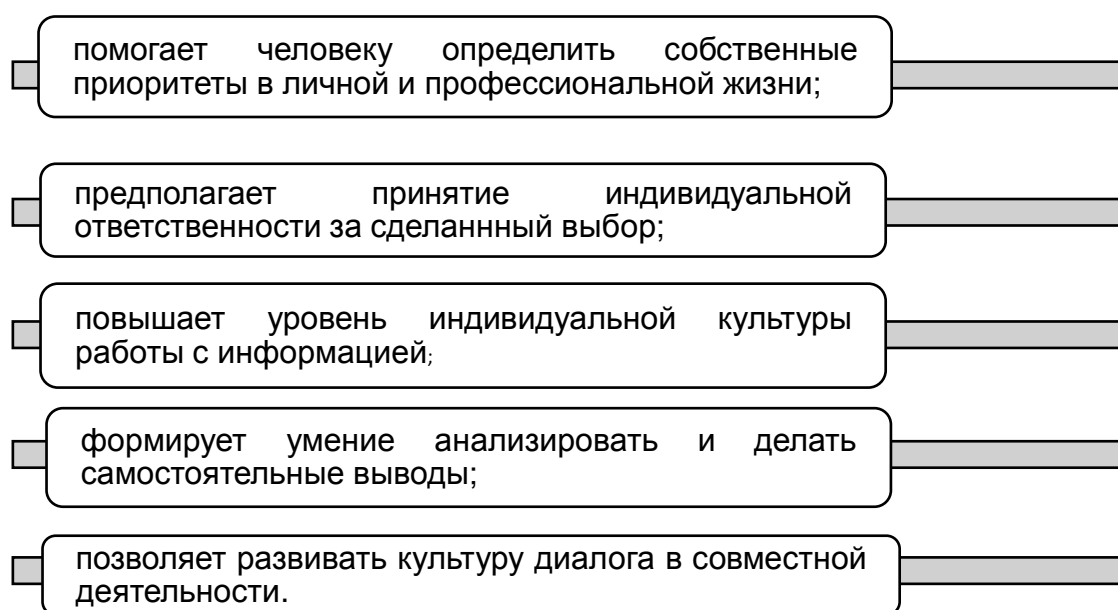 помогает человеку определить собственные
приоритеты в личной и профессиональной жизни;
предполагает принятие индивидуальной
ответственности за сделаннный выбор;
повышает уровень индивидуальной культуры
работы с информацией;
формирует умение анализировать и делать
самостоятельные выводы;
позволяет развивать культуру диалога в совместной
деятельности.